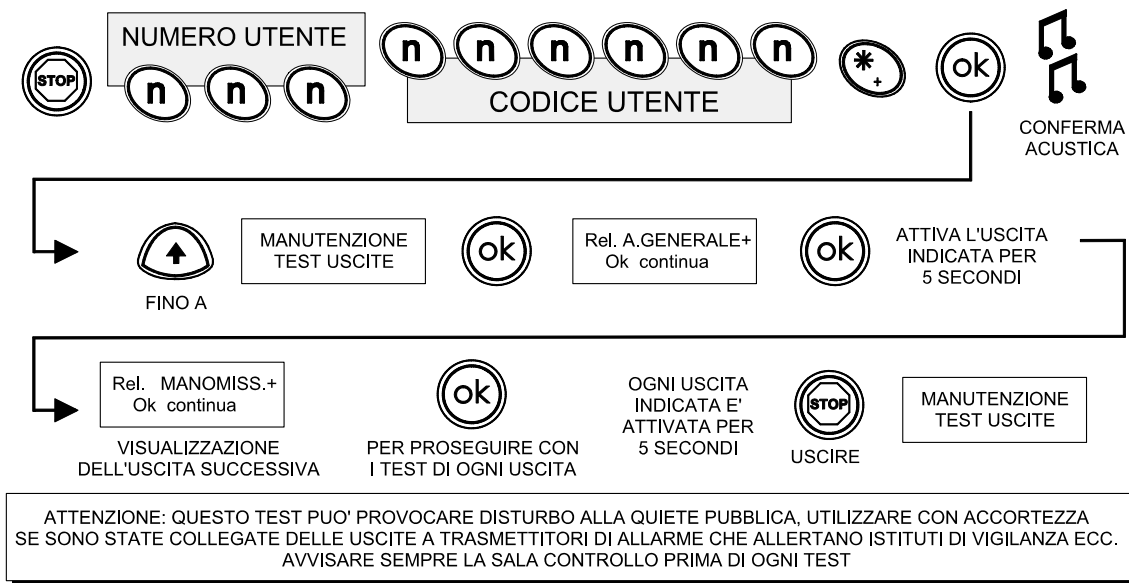 STOP
NUMERO UTENTE
n n n
n n n n n n
CODICE UTENTE
* +
ok
CONFERMA
ACUSTICA
FINO A
MANUTENZIONE
TEST USCITE
ok
Rel. A.GENERALE+
Ok continua
ok
ATTIVA L'USCITA
INDICATA PER
5 SECONDI
Rel. MANOMISS.+
Ok continua
VISUALIZZAZIONE
DELL'USCITA SUCCESSIVA
ok
PER PROSEGUIRE CON
I TEST DI OGNI USCITA
OGNI USCITA
INDICATA E'
ATTIVATA PER
5 SECONDI
STOP
USCIRE
MANUTENZIONE
TEST USCITE
ATTENZIONE: QUESTO TEST PUO' PROVOCARE DISTURBO ALLA QUIETE PUBBLICA, UTILIZZARE CON ACCORTEZZA
SE SONO STATE COLLEGATE DELLE USCITE A TRASMETTITORI DI ALLARME CHE ALLERTANO ISTITUTI DI VIGILANZA ECC.
AVVISARE SEMPRE LA SALA CONTROLLO PRIMA DI OGNI TEST